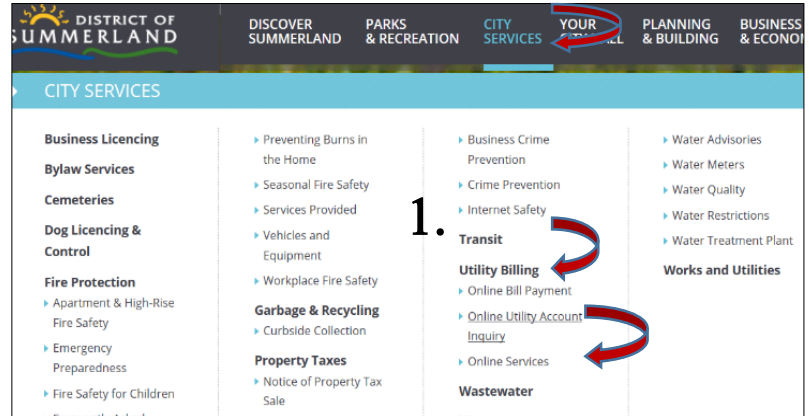 DISTRICT OF
SUMMERLAND
DISCOVER
SUMMERLAND
PARKS
& RECREATION
CITY
SERVICES
YOUR
PLANNING
& BUILDING
BUSINESS
& ECONO
CITY SERVICES
Business Licencing
Bylaw Services
Cemeteries
Dog Licencing &
Control
Fire Protection
Apartment & High-Rise
Fire Safety
Emergency
Preparedness
Fire Safety for Children
Preventing Burns in
the Home
Seasonal Fire Safety
Services Provided
Vehicles and
Equipment
Workplace Fire Safety
Garbage & Recycling
Curbside Collection
Property Taxes
Notice of Property Tax
Sale
1.
Business Crime
Prevention
Crime Prevention
Internet Safety
Transit
Utility Billing
Online Bill Payment
Online Utility Account
Inquiry
Online Services
Wastewater
Water Advisories
Water Meters
Water Quality
Water Restrictions
Water Treatment Plant
Works and Utilities